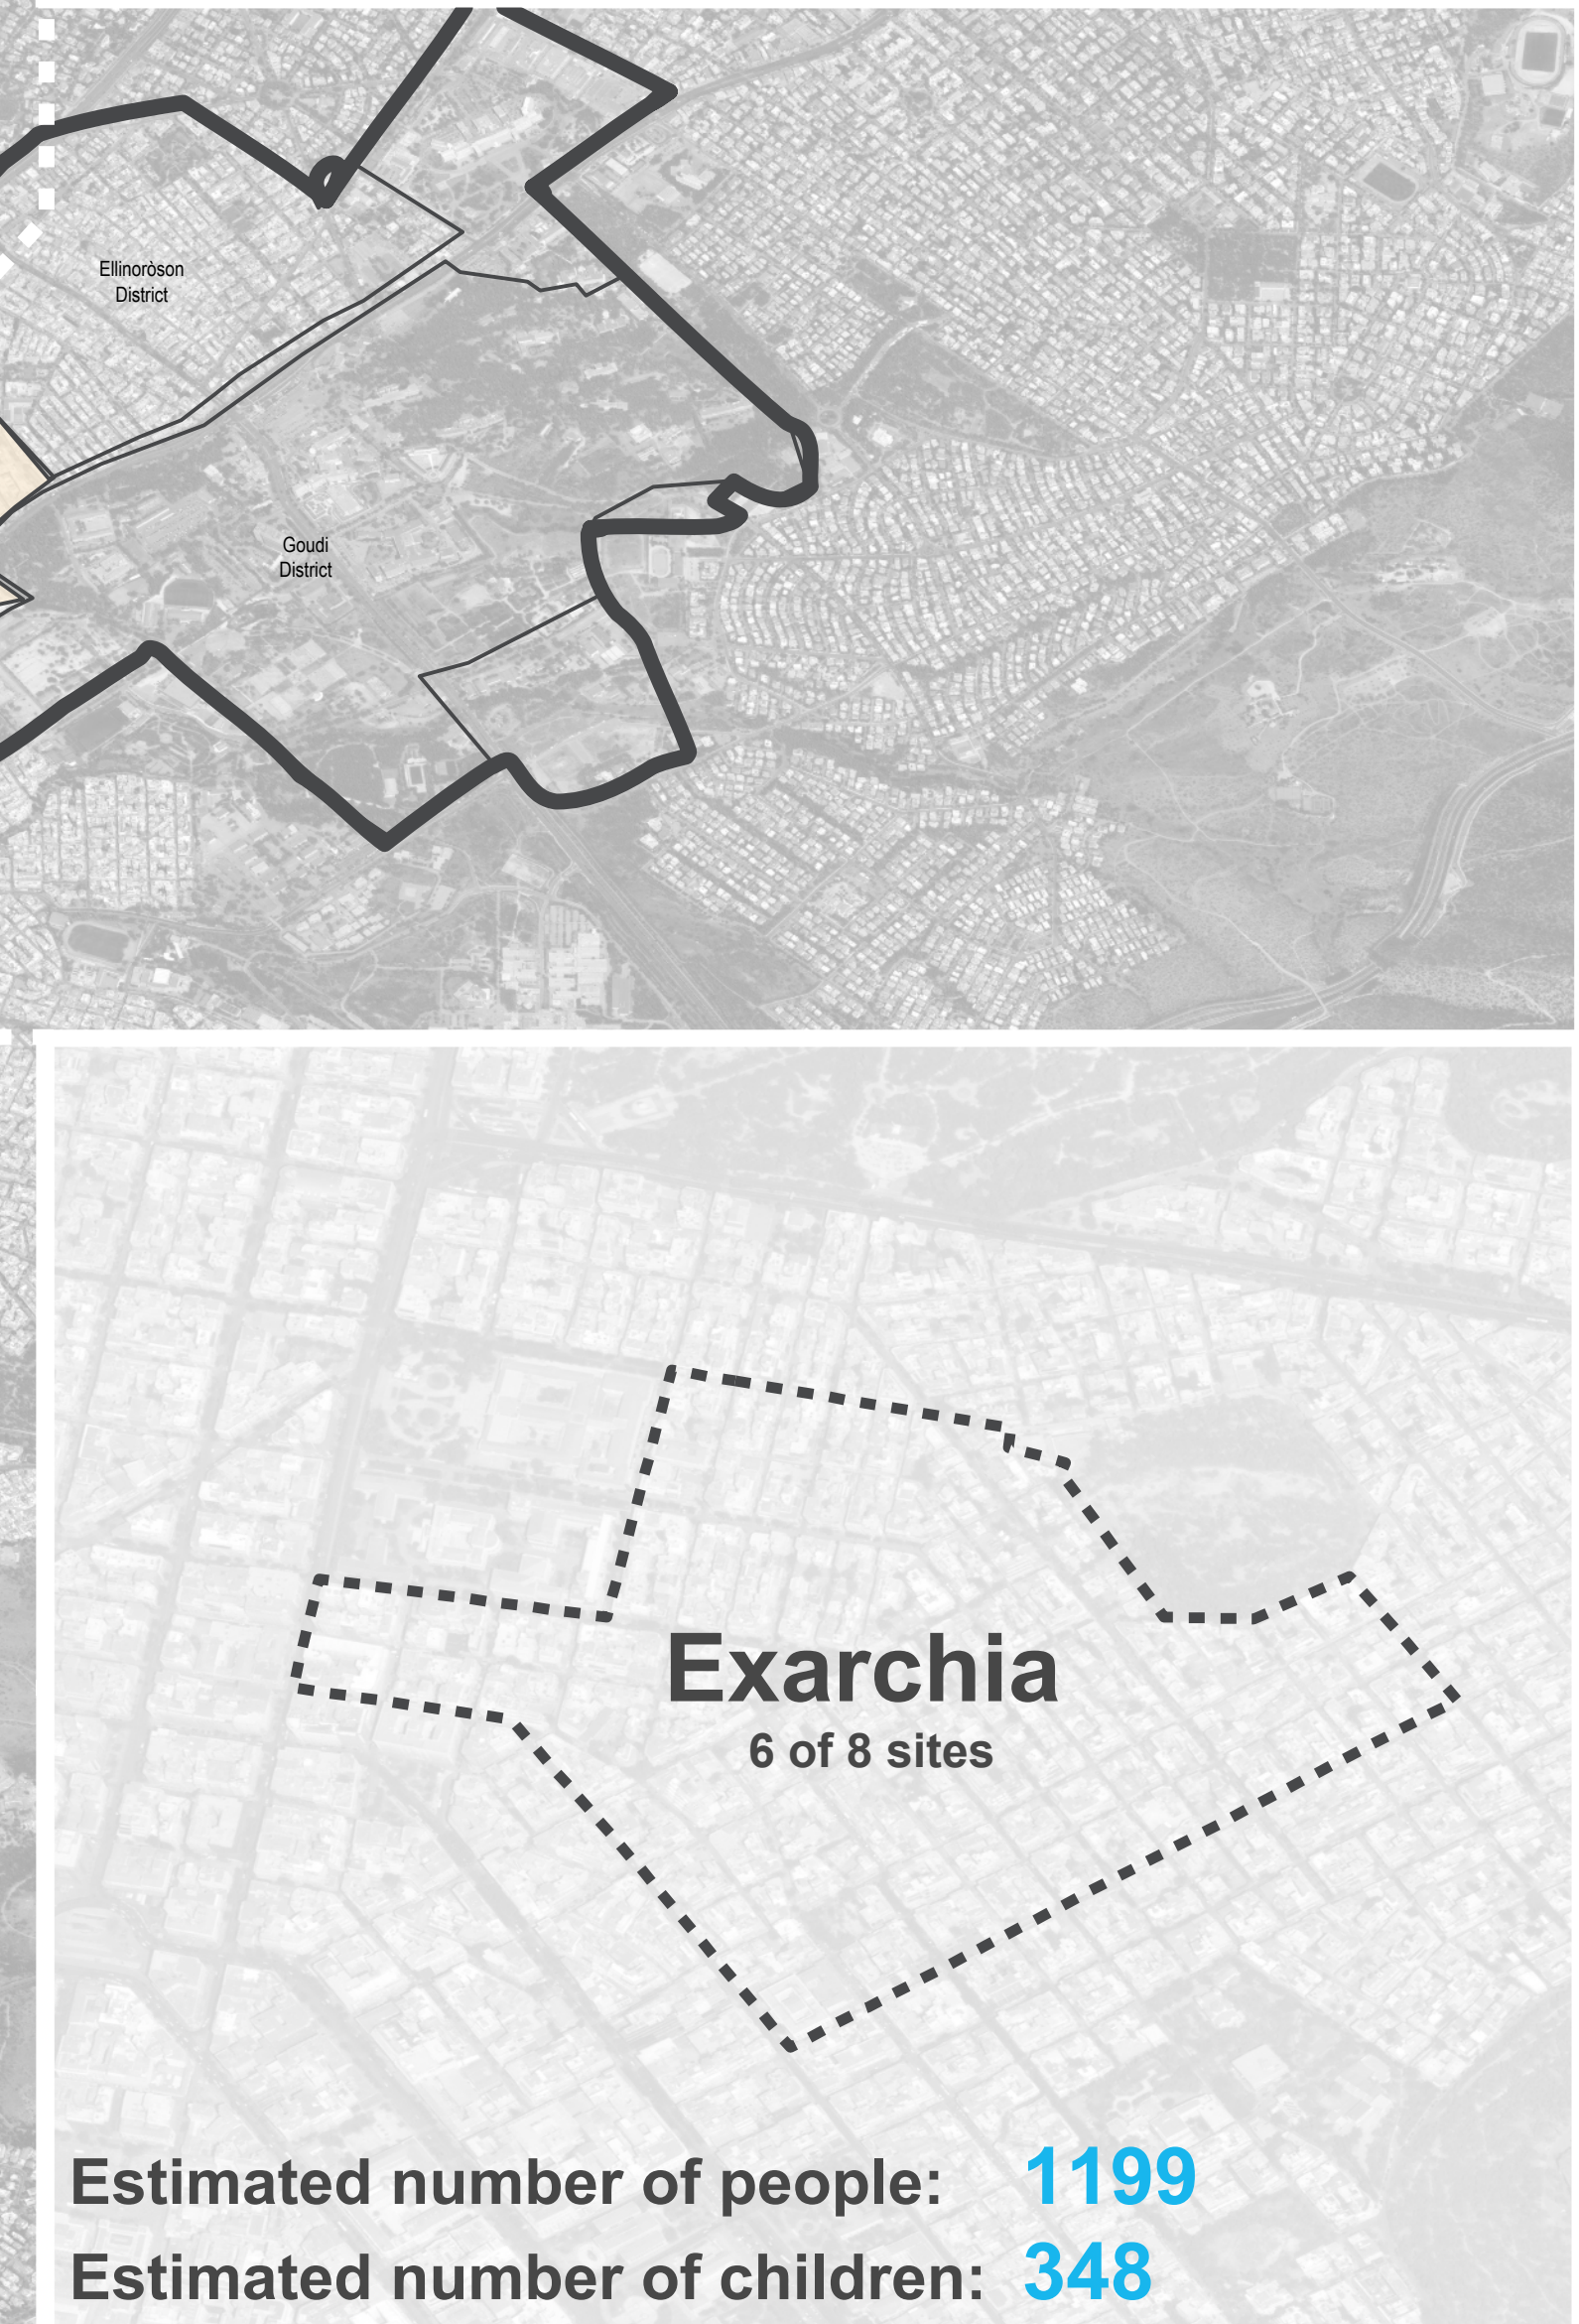 Ellinoròson
District
Goudi
District
Exarchia
6 of 8 sites
Estimated number of people: 1199
Estimated number of children: 348